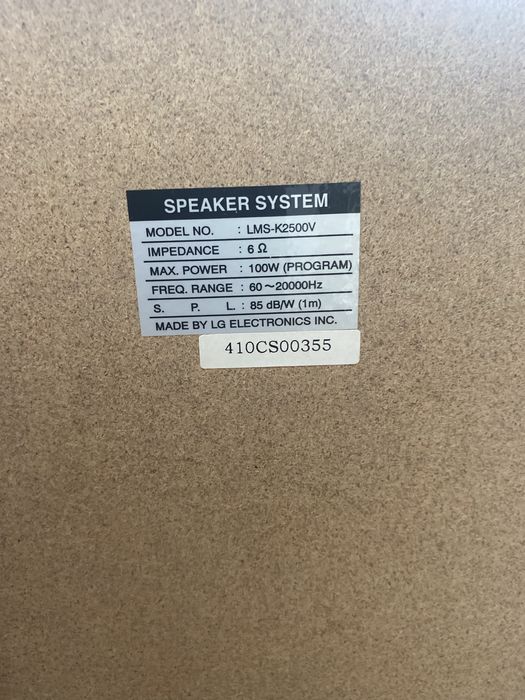 SPEAKER SYSTEM
MODEL NO. : LMS-K2500V
IMPEDANCE : 6 Ω
MAX. POWER : 100W (PROGRAM)
FREQ. RANGE : 60~20000Hz
S. P. L. : 85 dB/W (1m)
MADE BY LG ELECTRONICS INC.
410CS00355